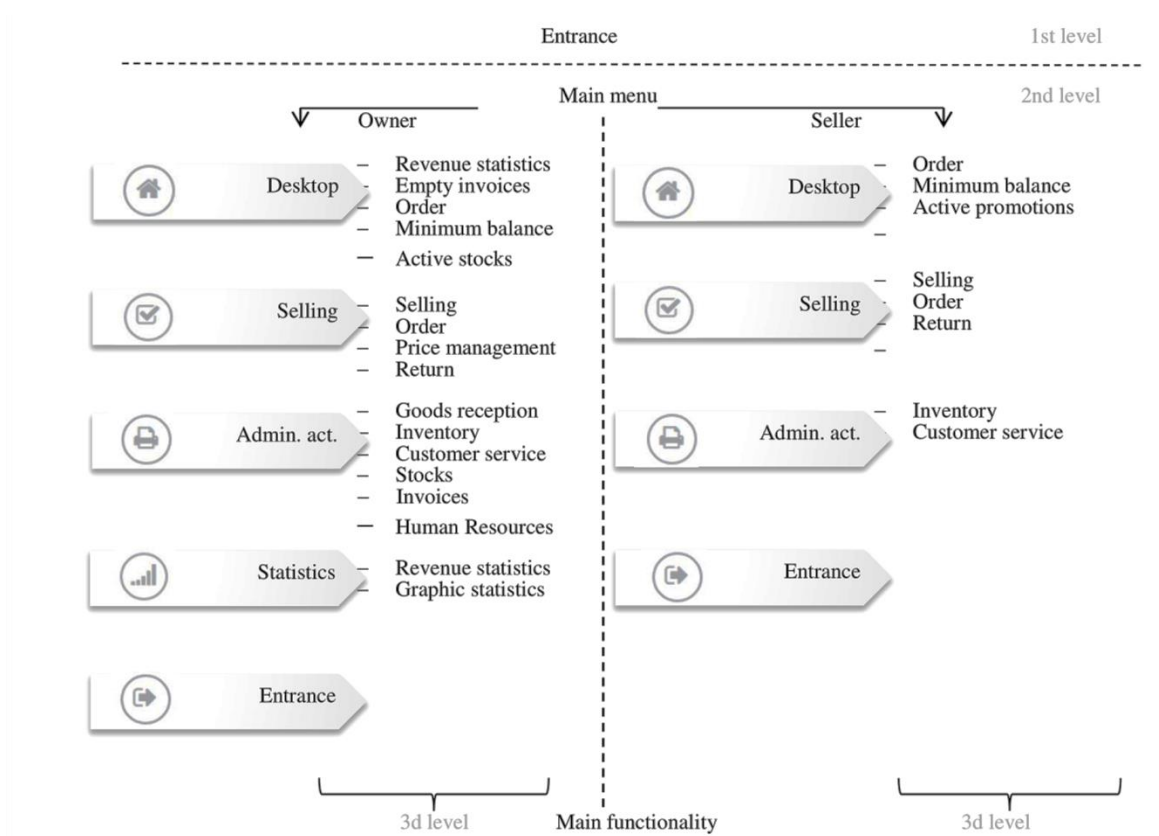 Entrance
1st level
Main menu
2nd level
Owner
Seller
Desktop
– Revenue statistics
– Empty invoices
– Order
– Minimum balance
– Active stocks
Selling
– Selling
– Order
– Price management
– Return
Admin. act.
– Goods reception
– Inventory
– Customer service
– Stocks
– Invoices
– Human Resources
Statistics
– Revenue statistics
– Graphic statistics
Entrance
Desktop
– Order
– Minimum balance
– Active promotions
–
Selling
– Selling
– Order
– Return
–
Admin. act.
– Inventory
Customer service
Entrance
3d level
Main functionality
3d level